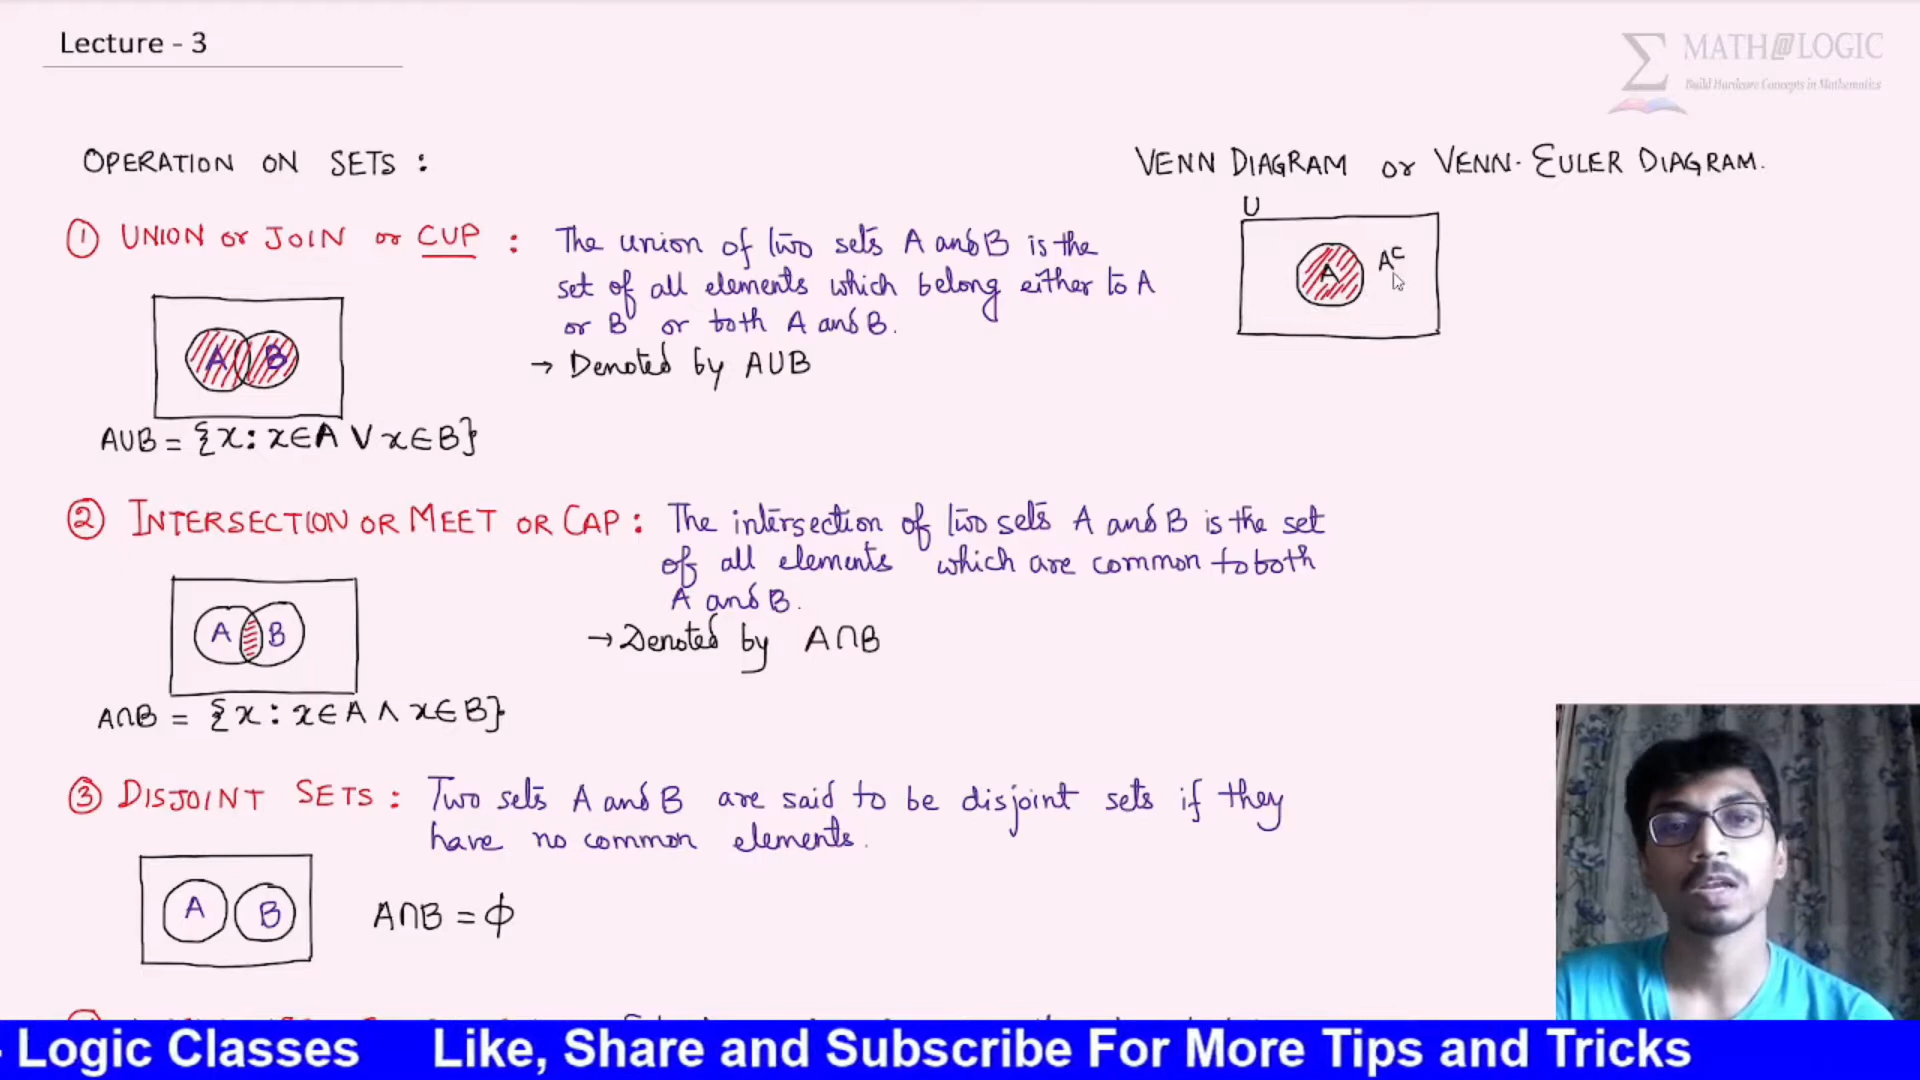 Lecture - 3
MATH@LOGIC
Build Hardcore Concepts in Mathematics
OPERATION ON SETS :
VENN DIAGRAM or VENN-EULER DIAGRAM.
U
A
A^C
① UNION or JOIN or CUP :
The union of two sets A and B is the
set of all elements which belong either to A
or B or both A and B.
→ Denoted by A∪B
A B
A∪B = {x : x∈A ∨ x∈B}
② INTERSECTION OR MEET OR CAP :
The intersection of two sets A and B is the set
of all elements which are common to both
A and B.
→ Denoted by A∩B
A B
A∩B = {x : x∈A ∧ x∈B}
③ DISJOINT SETS :
Two sets A and B are said to be disjoint sets if they
have no common elements.
A B
A∩B = ϕ
- Logic Classes Like, Share and Subscribe For More Tips and Tricks